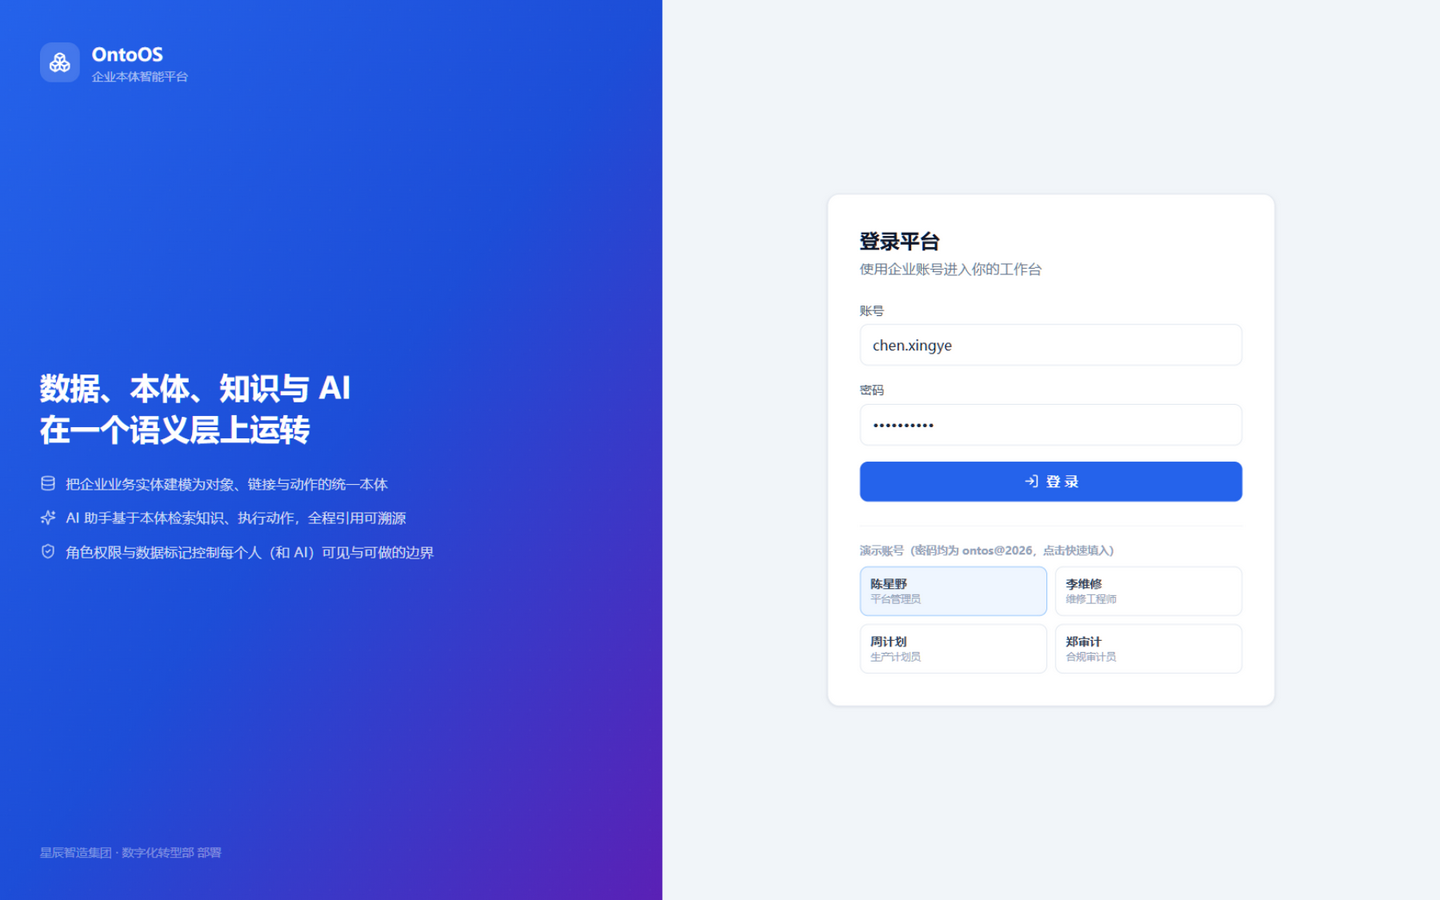 OntoOS
企业本体智能平台
数据、本体、知识与 AI
在一个语义层上运转
把企业业务实体建模为对象、链接与动作的统一本体
AI 助手基于本体检索知识、执行动作，全程引用可溯源
角色权限与数据标记控制每个人（和 AI）可见与可做的边界
星辰智造集团 · 数字化转型部 部署
登录平台
使用企业账号进入你的工作台
账号
chen.xingye
密码
••••••••••
登 录
演示账号（密码均为 ontos@2026，点击快速填入）
陈星野
平台管理员
李维修
维修工程师
周计划
生产计划员
郑审计
合规审计员